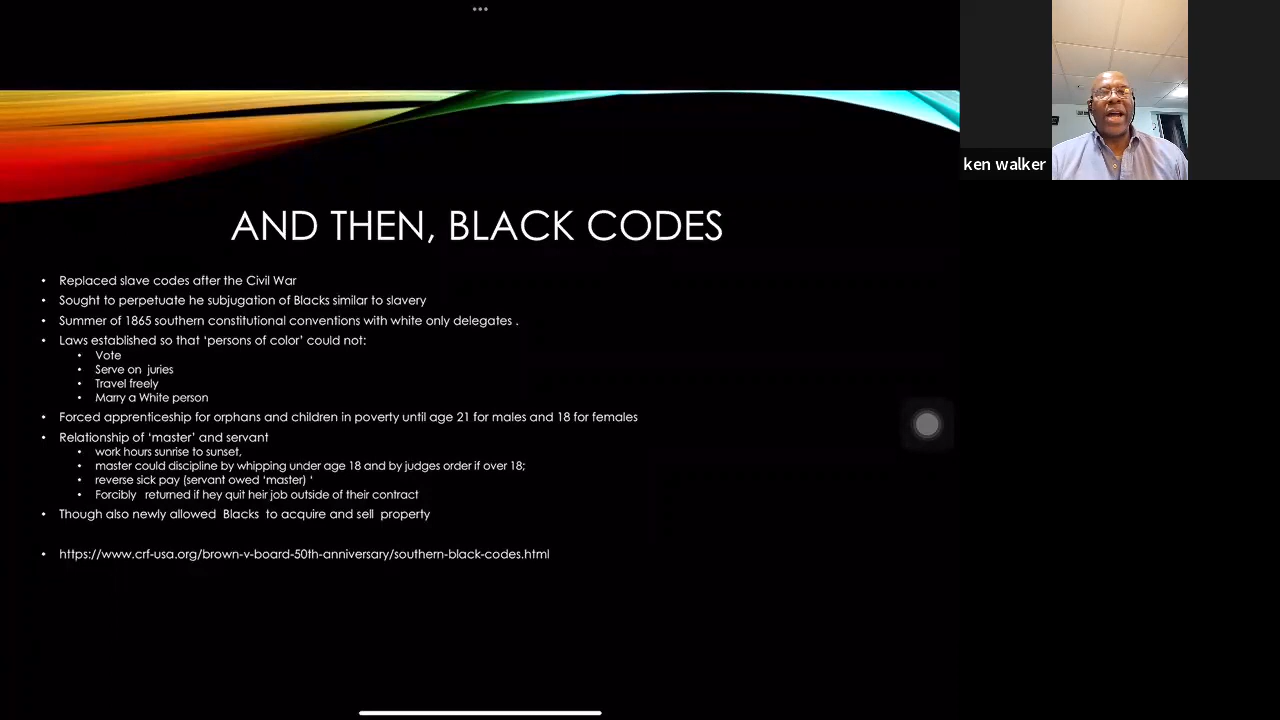 ken walker
AND THEN, BLACK CODES
• Replaced slave codes after the Civil War
• Sought to perpetuate he subjugation of Blacks similar to slavery
• Summer of 1865 southern constitutional conventions with white only delegates .
• Laws established so that ‘persons of color’ could not:
• Vote
• Serve on juries
• Travel freely
• Marry a White person
• Forced apprenticeship for orphans and children in poverty until age 21 for males and 18 for females
• Relationship of ‘master’ and servant
• work hours sunrise to sunset,
• master could discipline by whipping under age 18 and by judges order if over 18;
• reverse sick pay (servant owed ‘master) ‘
• Forcibly returned if hey quit heir job outside of their contract
• Though also newly allowed Blacks to acquire and sell property
• https://www.crf-usa.org/brown-v-board-50th-anniversary/southern-black-codes.html